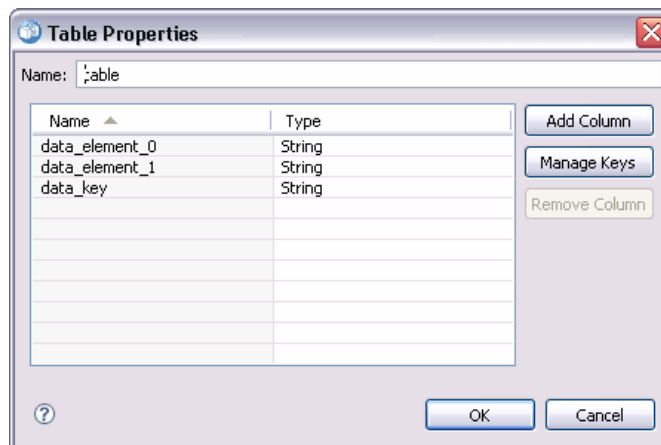 Table Properties
Name: table
Name Type
data_element_0 String
data_element_1 String
data_key String
Add Column
Manage Keys
Remove Column
?
OK
Cancel